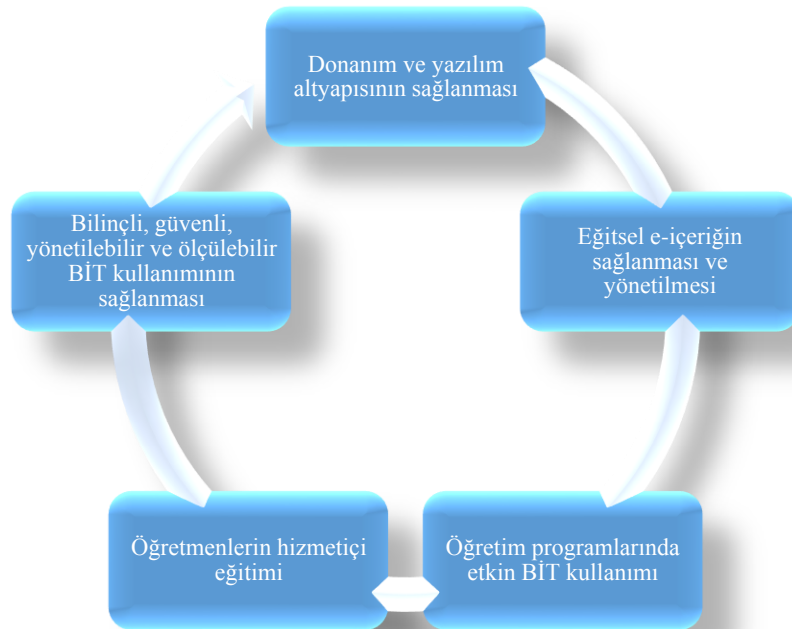 Donanım ve yazılım
altyapısının sağlanması
Eğitsel e-içeriğin
sağlanması ve
yönetilmesi
Öğretim programlarında
etkin BİT kullanımı
Öğretmenlerin hizmetiçi
eğitimi
Bilinçli, güvenli,
yönetilebilir ve ölçülebilir
BİT kullanımının
sağlanması